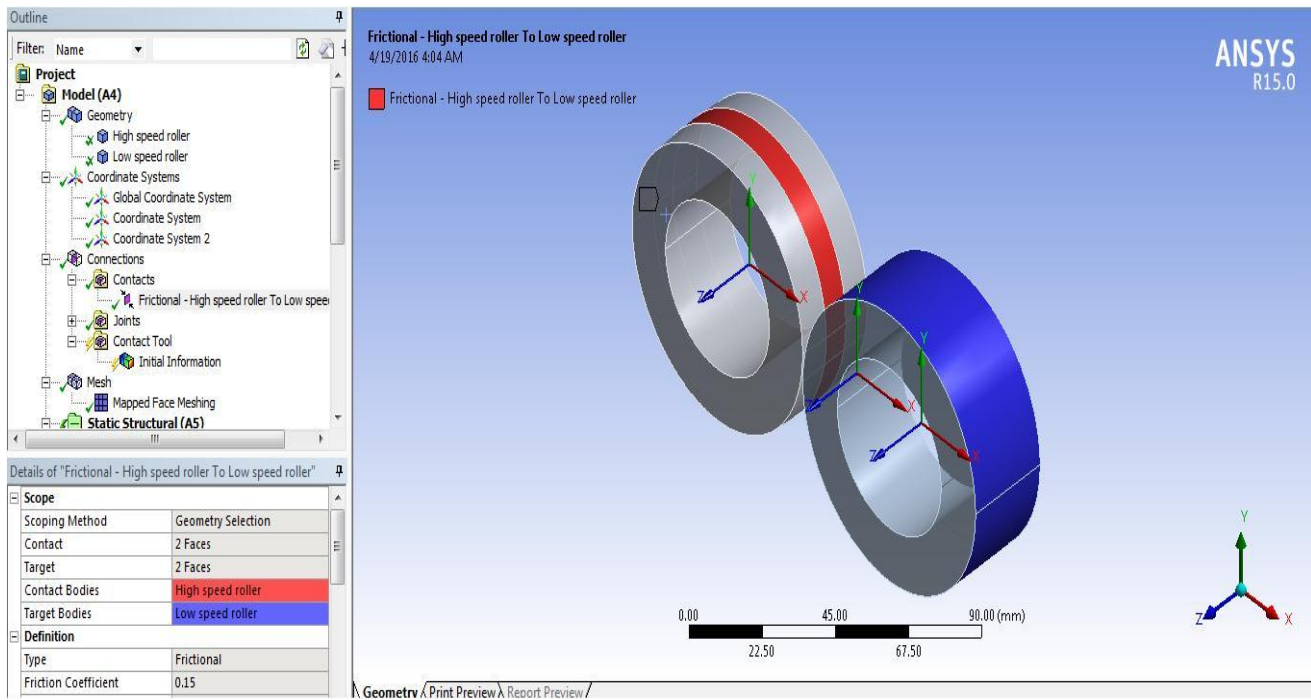 Outline
Filter: Name
Project
Model (A4)
Geometry
High speed roller
Low speed roller
Coordinate Systems
Global Coordinate System
Coordinate System
Coordinate System 2
Connections
Contacts
Frictional - High speed roller To Low spee
Joints
Contact Tool
Initial Information
Mesh
Mapped Face Meshing
Static Structural (A5)
Details of "Frictional - High speed roller To Low speed roller"
Scope
Scoping Method Geometry Selection
Contact 2 Faces
Target 2 Faces
Contact Bodies High speed roller
Target Bodies Low speed roller
Definition
Type Frictional
Friction Coefficient 0.15
Frictional - High speed roller To Low speed roller
4/19/2016 4:04 AM
Frictional - High speed roller To Low speed roller
ANSYS
R15.0
Y
Z X
Y
Z X
Y
Z X
0.00 45.00 90.00 (mm)
22.50 67.50
Y
Z X
Geometry Print Preview Report Preview